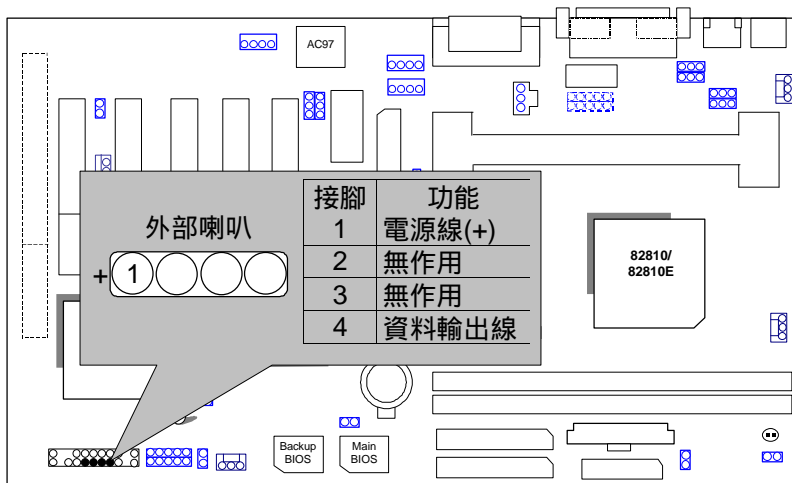 AC97
外部喇叭
+ 1
接腳 功能
1 電源線(+)
2 無作用
3 無作用
4 資料輸出線
82810/
82810E
Backup
BIOS
Main
BIOS